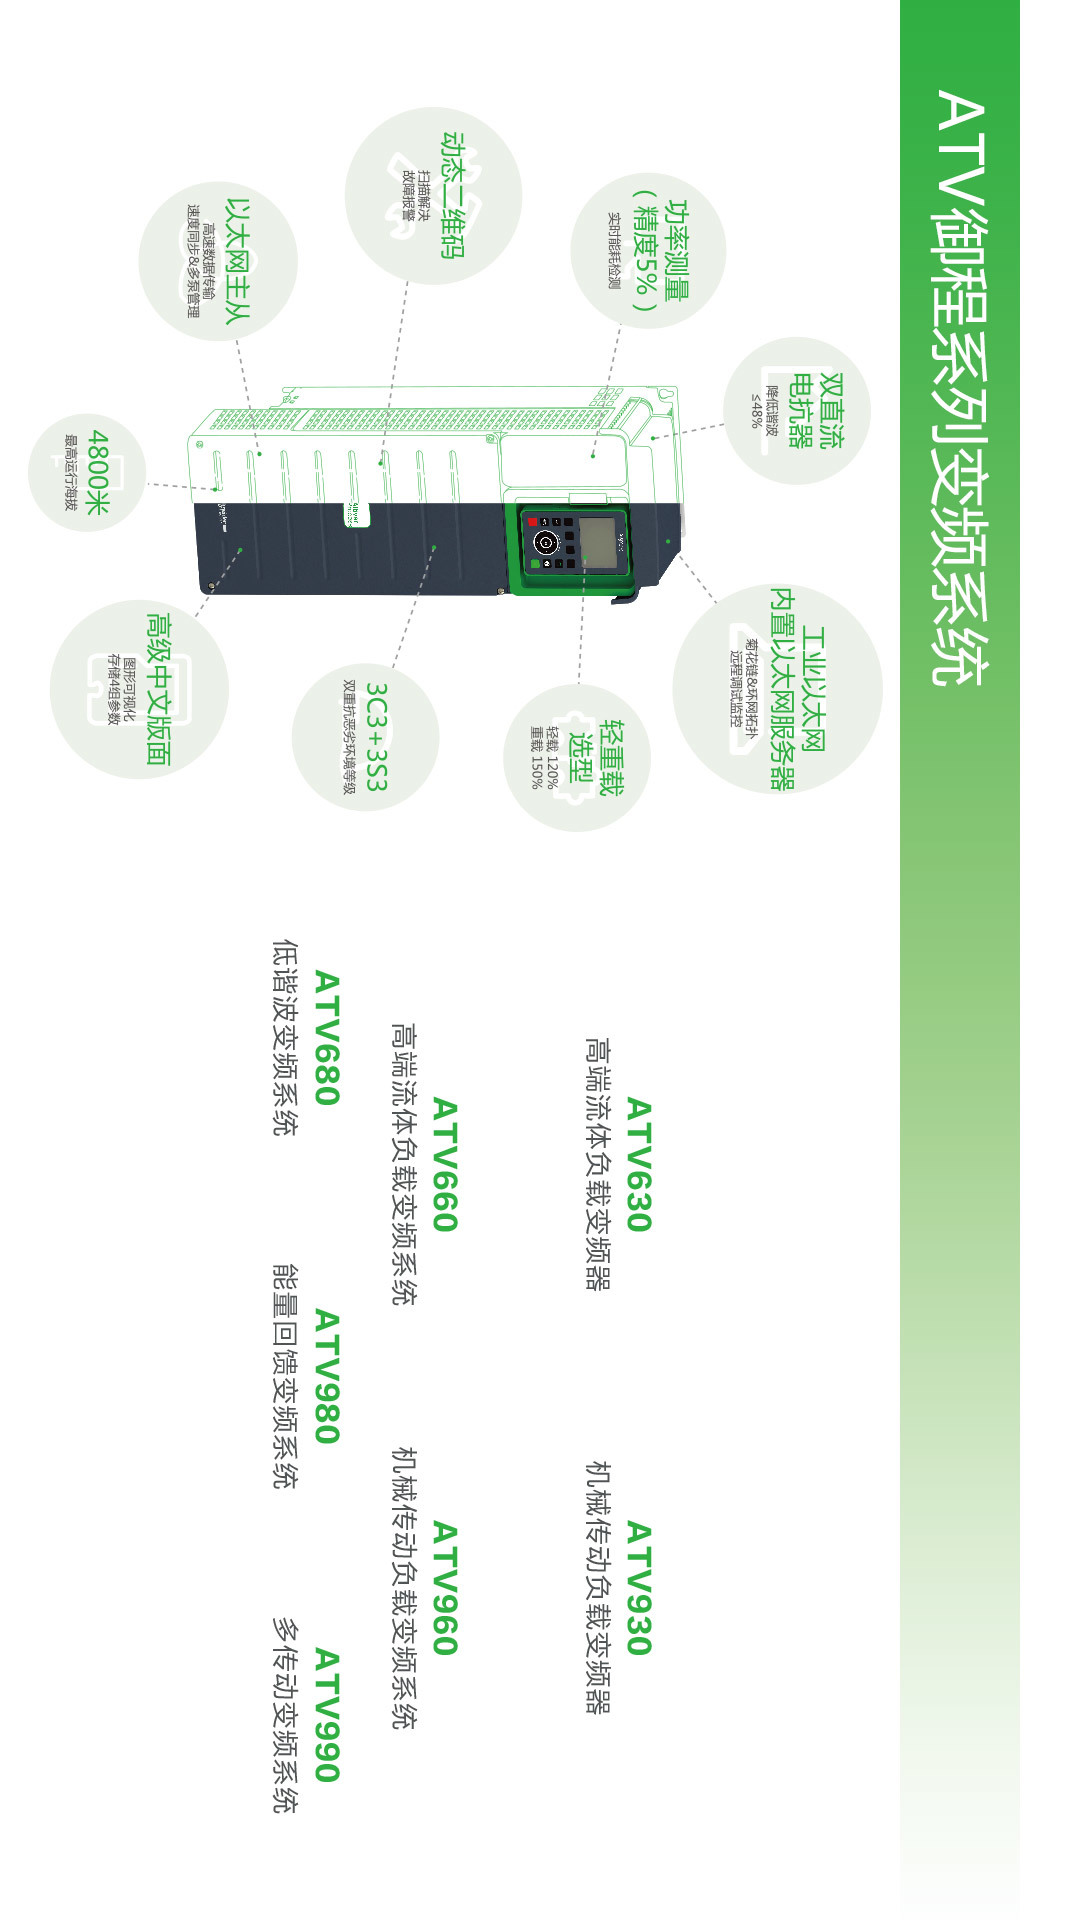 ATV御程系列变频系统
双直流
电抗器
降低谐波
≤48%
功率测量
（精度5%）
实时能耗检测
动态二维码
扫描解决
故障报警
以太网主从
高速数据传输
速度同步&多泵管理
4800米
最高运行海拔
工业以太网
内置以太网服务器
菊花链&环网拓扑
远程调试监控
轻重载
选型
轻载 120%
重载 150%
3C3+3S3
双重抗恶劣环境等级
高级中文版面
图形可视化
存储4组参数
ATV630
高端流体负载变频器
ATV930
机械传动负载变频器
ATV660
高端流体负载变频系统
ATV960
机械传动负载变频系统
ATV680
低谐波变频系统
ATV980
能量回馈变频系统
ATV990
多传动变频系统